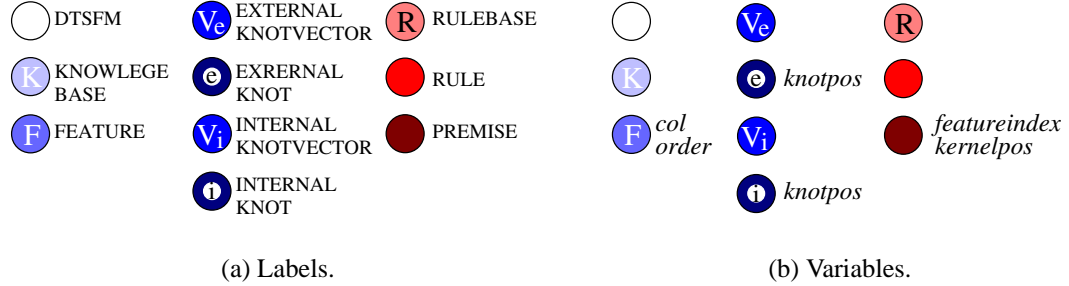 DTSFM
K KNOWLEGE
BASE
F FEATURE
Ve EXTERNAL
KNOTVECTOR
e EXRERNAL
KNOT
Vi INTERNAL
KNOTVECTOR
i INTERNAL
KNOT
R RULEBASE
RULE
PREMISE
(a) Labels.
K
F col
order
Ve
e knotpos
Vi
i knotpos
R
featureindex
kernelpos
(b) Variables.